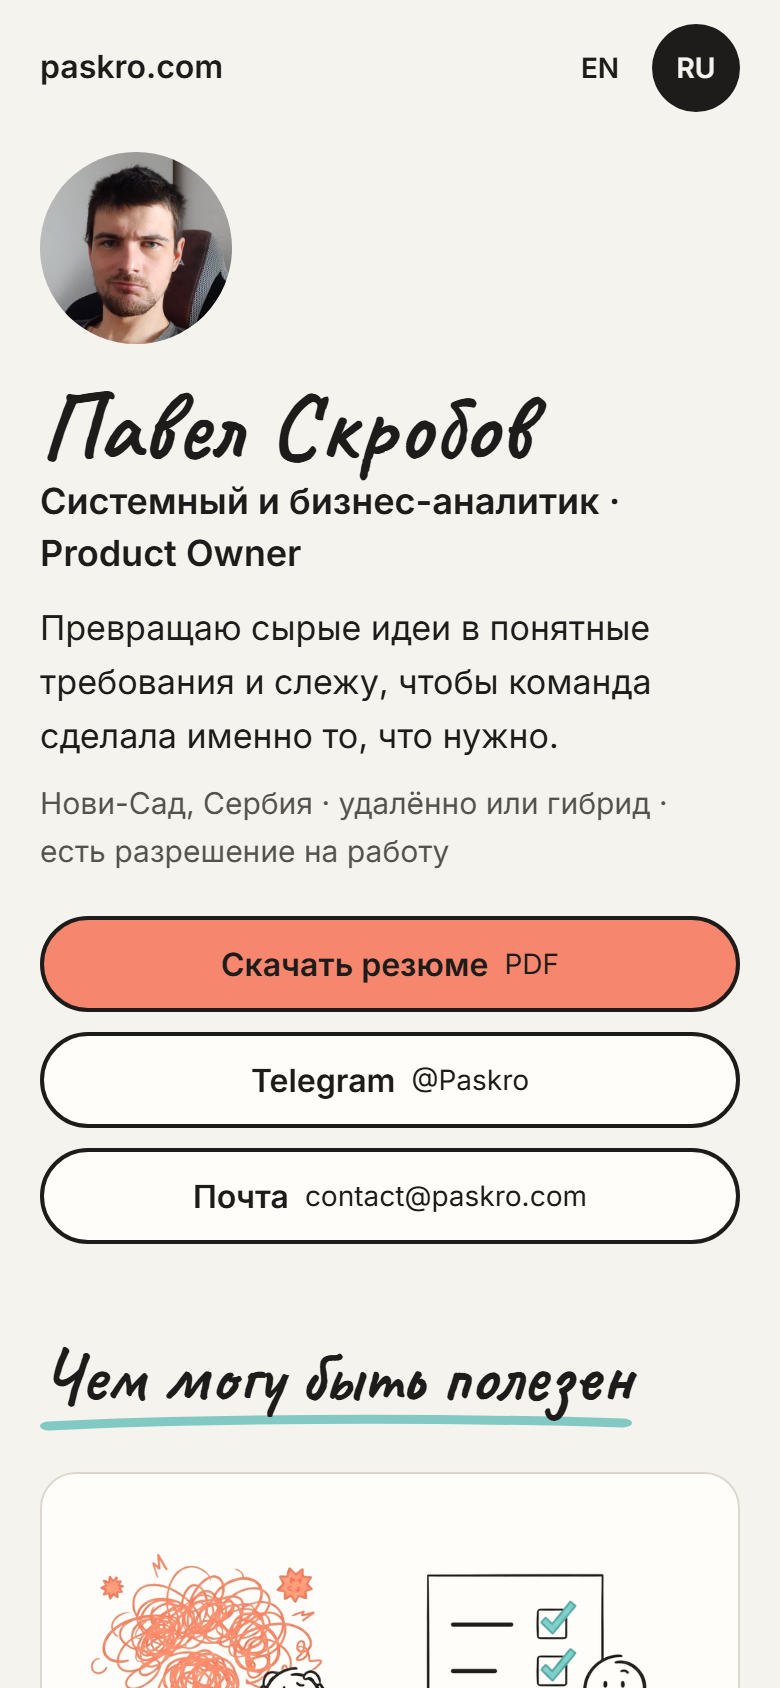 paskro.com EN RU
Павел Скробов
Системный и бизнес-аналитик ·
Product Owner
Превращаю сырые идеи в понятные
требования и слежу, чтобы команда
сделала именно то, что нужно.
Нови-Сад, Сербия · удалённо или гибрид ·
есть разрешение на работу
Скачать резюме PDF
Telegram @Paskro
Почта contact@paskro.com
Чем могу быть полезен